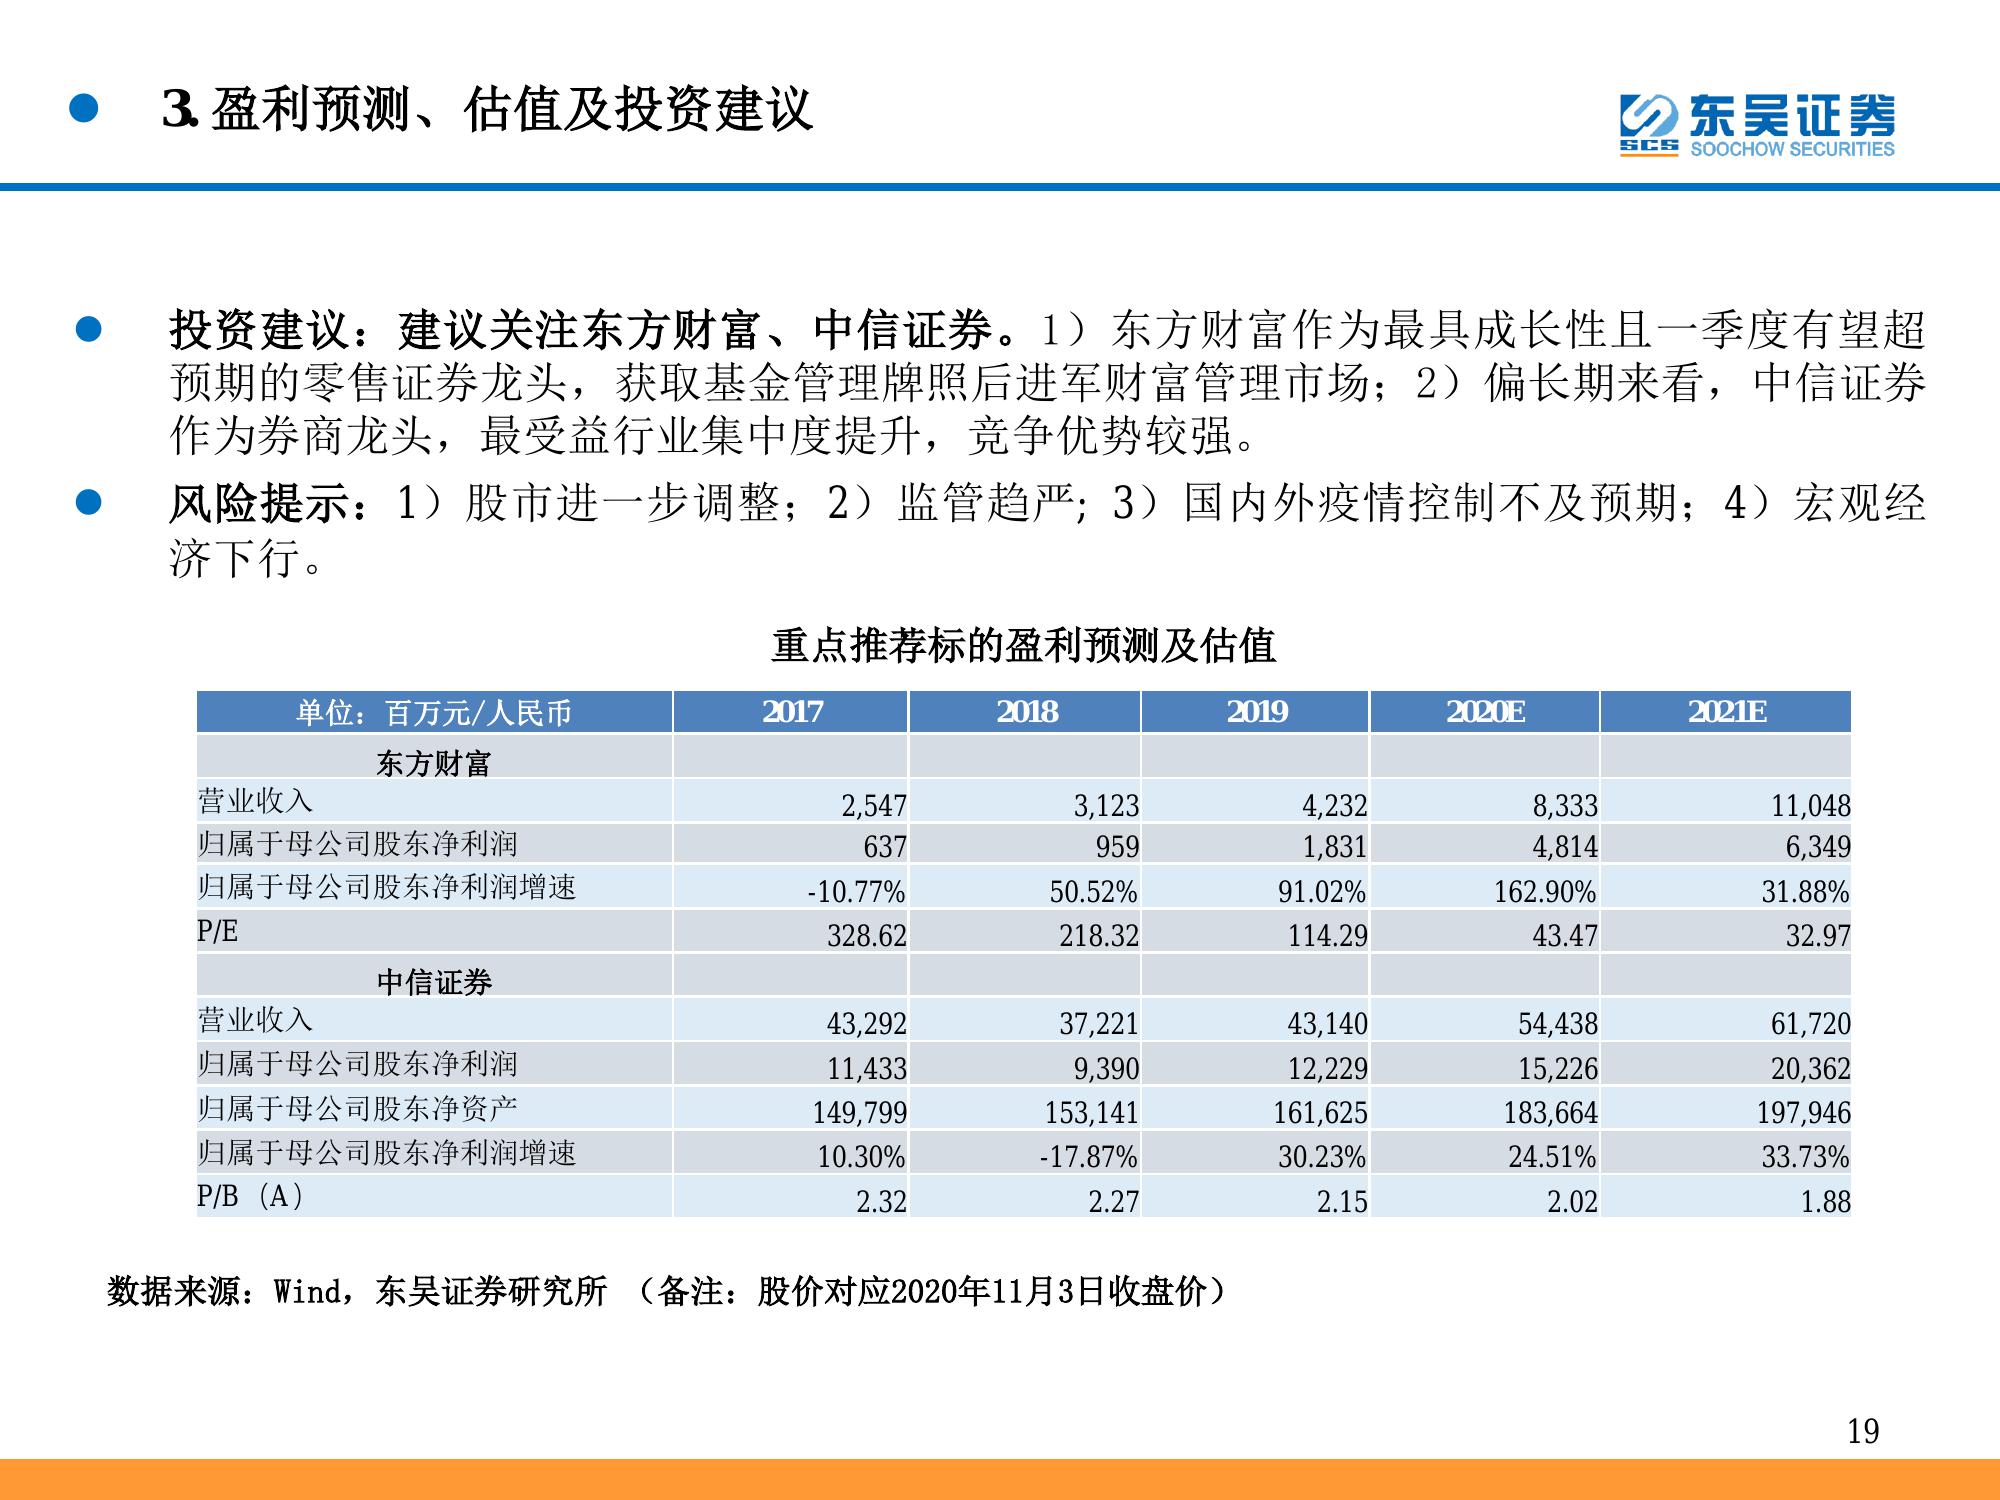 3.盈利预测、估值及投资建议
东吴证券
SCS
SOOCHOW SECURITIES
投资建议：建议关注东方财富、中信证券。1）东方财富作为最具成长性且一季度有望超
预期的零售证券龙头，获取基金管理牌照后进军财富管理市场；2）偏长期来看，中信证券
作为券商龙头，最受益行业集中度提升，竞争优势较强。
风险提示：1）股市进一步调整；2）监管趋严; 3）国内外疫情控制不及预期；4）宏观经
济下行。
重点推荐标的盈利预测及估值
单位：百万元/人民币 2017 2018 2019 2020E 2021E
东方财富
营业收入 2,547 3,123 4,232 8,333 11,048
归属于母公司股东净利润 637 959 1,831 4,814 6,349
归属于母公司股东净利润增速 -10.77% 50.52% 91.02% 162.90% 31.88%
P/E 328.62 218.32 114.29 43.47 32.97
中信证券
营业收入 43,292 37,221 43,140 54,438 61,720
归属于母公司股东净利润 11,433 9,390 12,229 15,226 20,362
归属于母公司股东净资产 149,799 153,141 161,625 183,664 197,946
归属于母公司股东净利润增速 10.30% -17.87% 30.23% 24.51% 33.73%
P/B（A） 2.32 2.27 2.15 2.02 1.88
数据来源：Wind，东吴证券研究所 （备注：股价对应2020年11月3日收盘价）
19